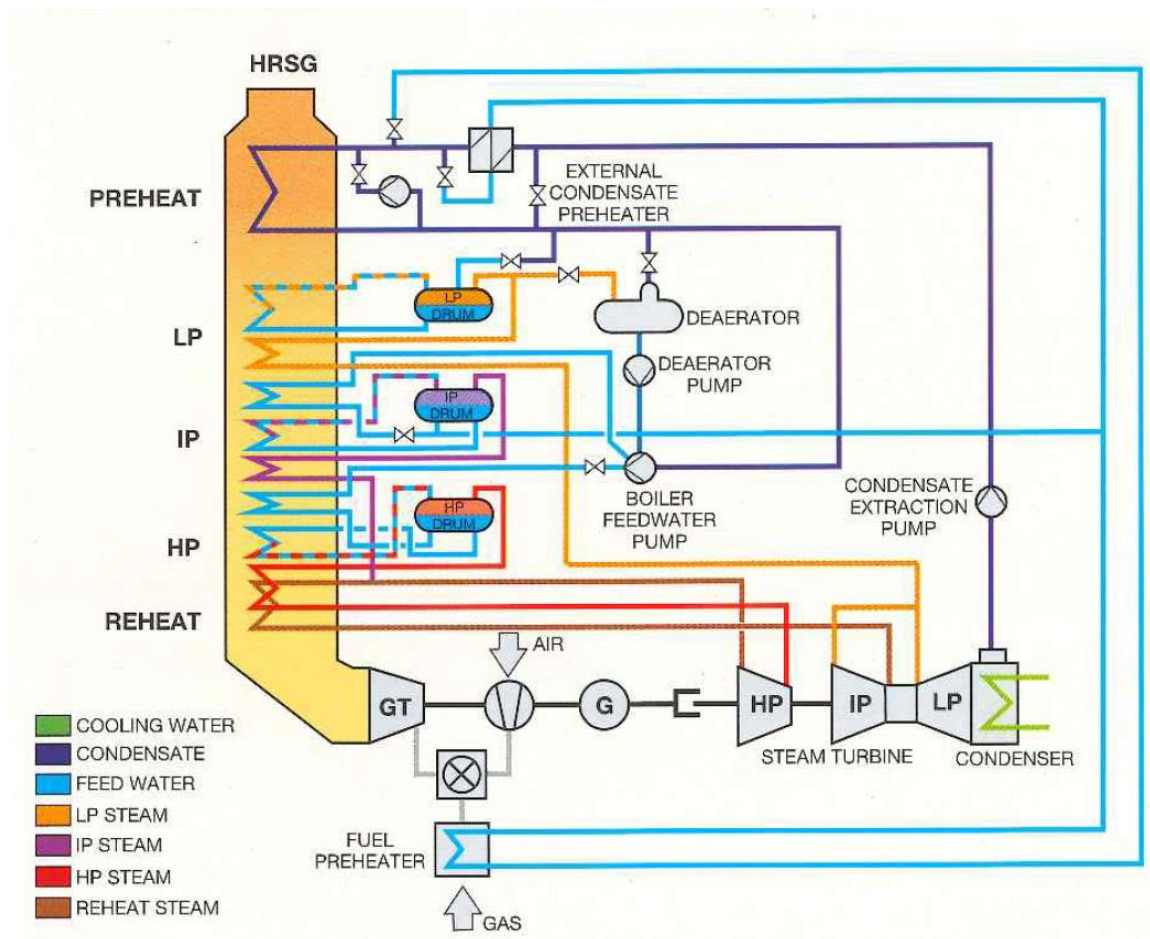 HRSG
PREHEAT
EXTERNAL
CONDENSATE
PREHEATER
LP
DRUM
DEAERATOR
LP
DEAERATOR
PUMP
IP
DRUM
IP
BOILER
FEEDWATER
PUMP
CONDENSATE
EXTRACTION
PUMP
HP
DRUM
HP
REHEAT
AIR
GT
G
HP
IP
LP
STEAM TURBINE
CONDENSER
COOLING WATER
CONDENSATE
FEED WATER
LP STEAM
IP STEAM
HP STEAM
REHEAT STEAM
FUEL
PREHEATER
GAS